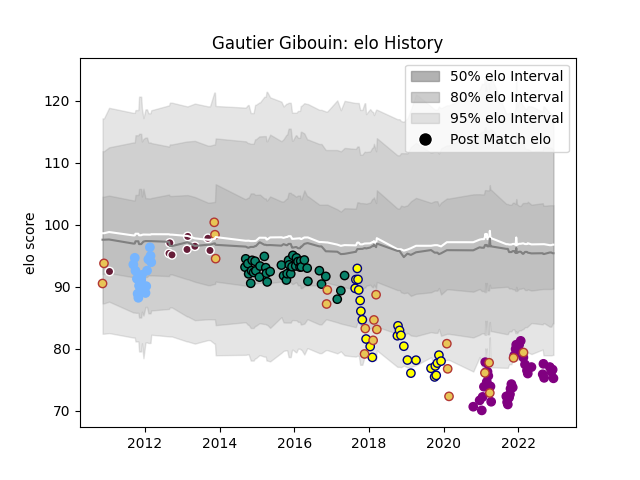 Gautier Gibouin: elo History
50% elo Interval
80% elo Interval
95% elo Interval
Post Match elo
elo score
120
110
100
90
80
70
2012
2014
2016
2018
2020
2022